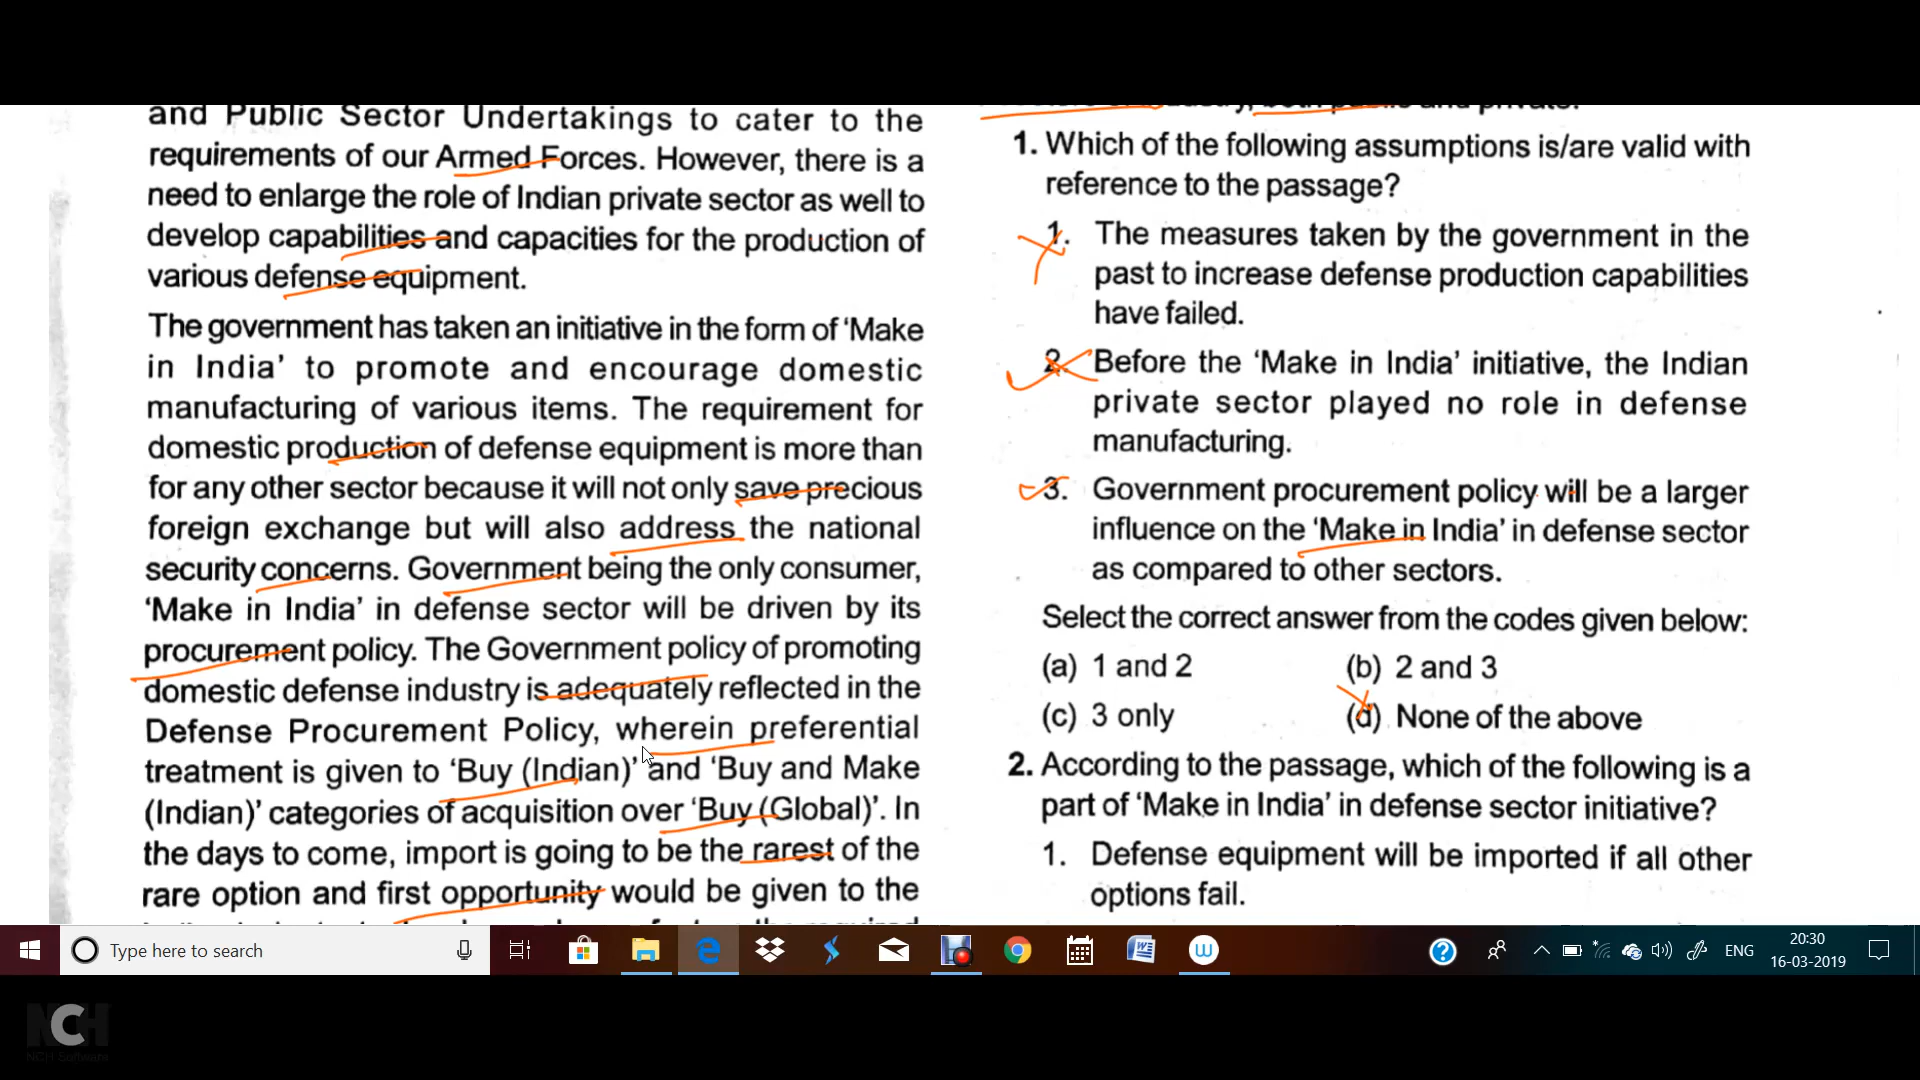 and Public Sector Undertakings to cater to the
requirements of our Armed Forces. However, there is a
need to enlarge the role of Indian private sector as well to
develop capabilities and capacities for the production of
various defense equipment.
The government has taken an initiative in the form of 'Make
in India' to promote and encourage domestic
manufacturing of various items. The requirement for
domestic production of defense equipment is more than
for any other sector because it will not only save precious
foreign exchange but will also address the national
security concerns. Government being the only consumer,
'Make in India' in defense sector will be driven by its
procurement policy. The Government policy of promoting
domestic defense industry is adequately reflected in the
Defense Procurement Policy, wherein preferential
treatment is given to 'Buy (Indian)' and 'Buy and Make
(Indian)' categories of acquisition over 'Buy (Global)'. In
the days to come, import is going to be the rarest of the
rare option and first opportunity would be given to the
both public and private.
1. Which of the following assumptions is/are valid with
reference to the passage?
1. The measures taken by the government in the
past to increase defense production capabilities
have failed.
2. Before the 'Make in India' initiative, the Indian
private sector played no role in defense
manufacturing.
3. Government procurement policy will be a larger
influence on the 'Make in India' in defense sector
as compared to other sectors.
Select the correct answer from the codes given below:
(a) 1 and 2 (b) 2 and 3
(c) 3 only (d) None of the above
2. According to the passage, which of the following is a
part of 'Make in India' in defense sector initiative?
1. Defense equipment will be imported if all other
options fail.
Type here to search
ENG
20:30
16-03-2019
NCH
NCH Software